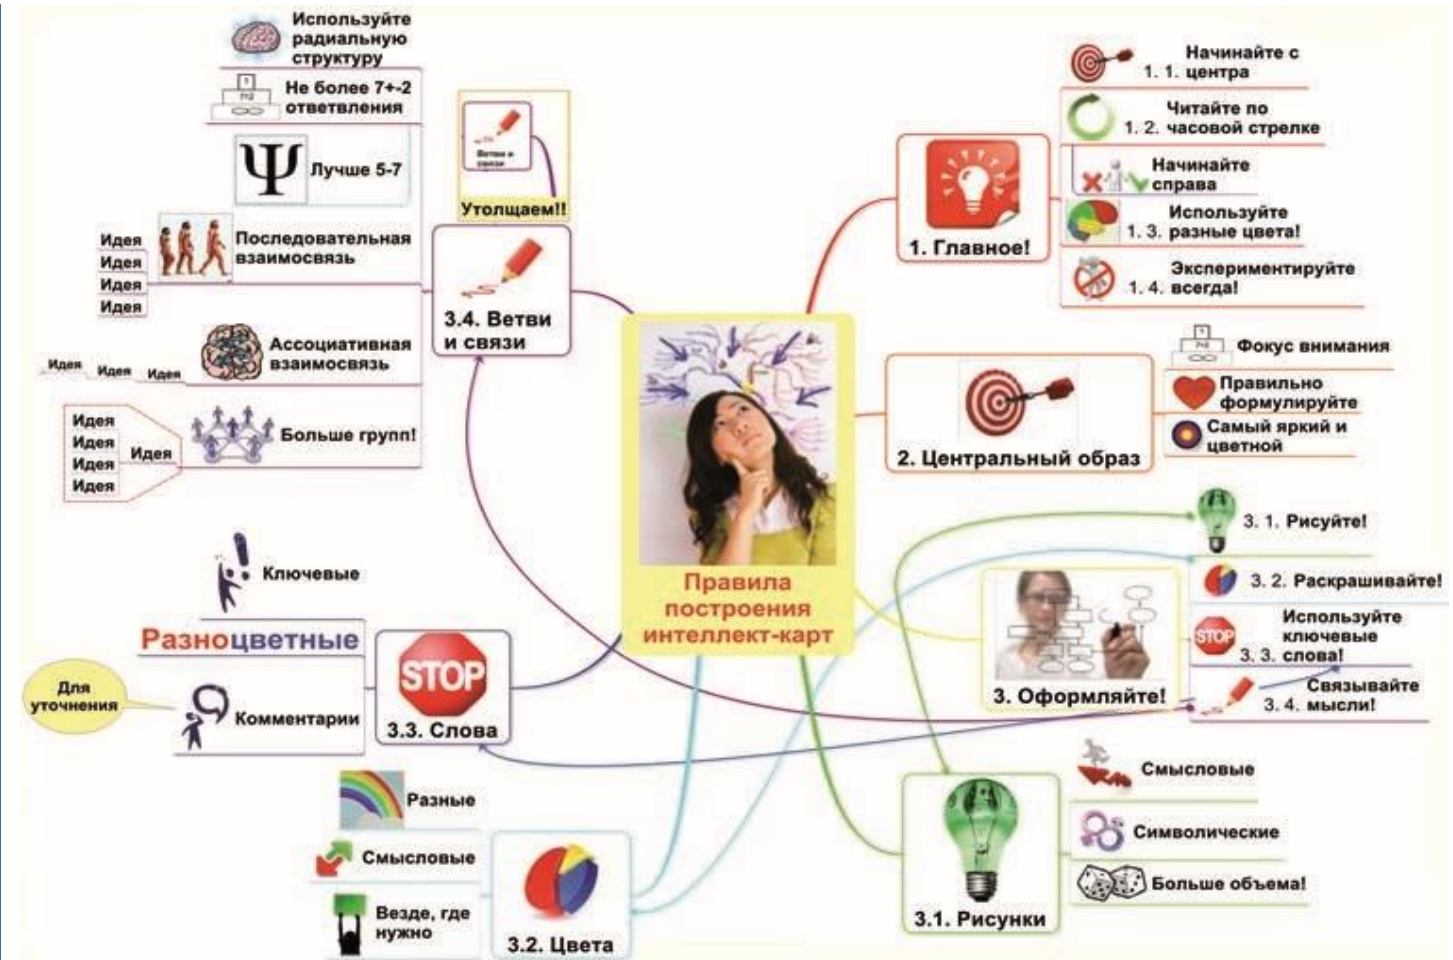 Правила
построения
интеллект-карт
1. Главное!
1. 1. Начинайте с
центра
1. 2. Читайте по
часовой стрелке
Начинайте
справа
1. 3. Используйте
разные цвета!
1. 4. Экспериментируйте
всегда!
2. Центральный образ
Фокус внимания
Правильно
формулируйте
Самый яркий и
цветной
3. Оформляйте!
3. 1. Рисуйте!
3. 2. Раскрашивайте!
STOP
3. 3. Используйте
ключевые
слова!
3. 4. Связывайте
мысли!
3.1. Рисунки
Смысловые
Символические
Больше объема!
3.2. Цвета
Разные
Смысловые
Везде, где
нужно
STOP
3.3. Слова
Ключевые
Разноцветные
Комментарии
Для
уточнения
3.4. Ветви
и связи
Ветви и
связи
Утолщаем!!
Используйте
радиальную
структуру
Не более 7+-2
ответвления
Ψ
Лучше 5-7
Последовательная
взаимосвязь
Идея
Идея
Идея
Идея
Ассоциативная
взаимосвязь
Идея
Идея
Идея
Больше групп!
Идея
Идея
Идея
Идея
Идея